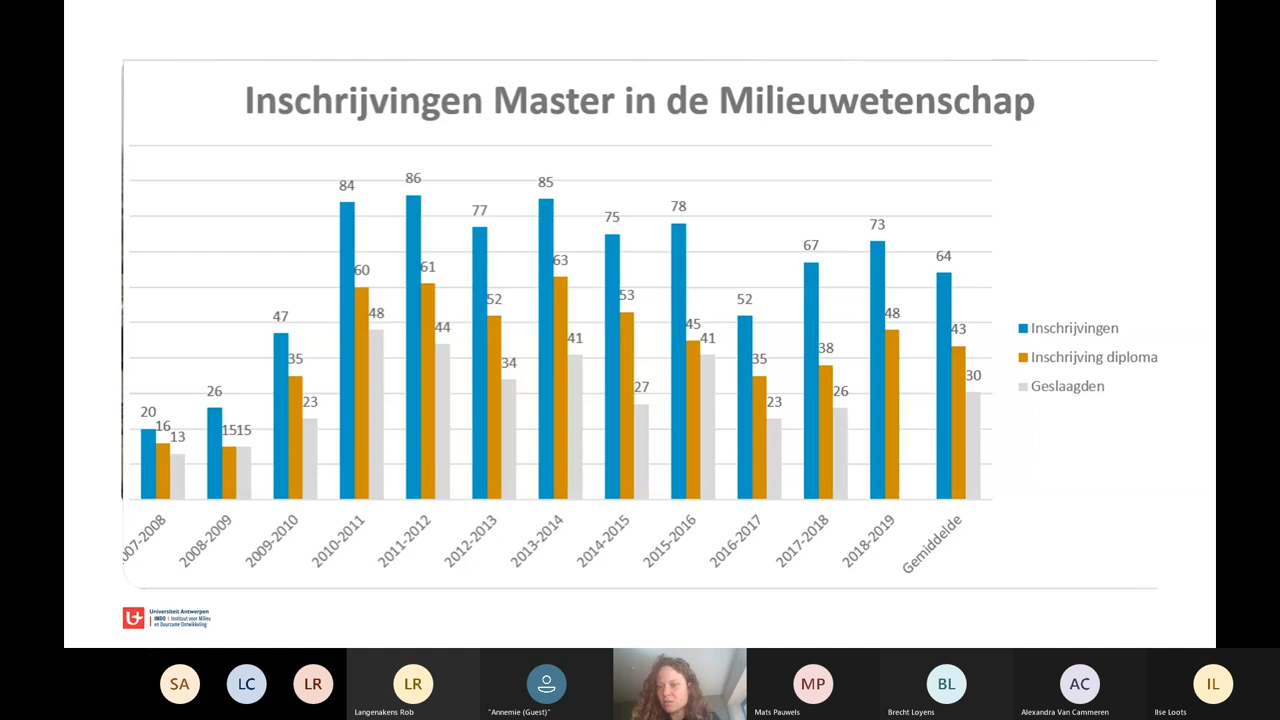 Inschrijvingen Master in de Milieuwetenschap
84
86
77
85
75
78
52
67
73
64
47
26
20
60
61
52
63
53
45
35
38
48
43
35
15
16
48
44
34
41
27
41
23
26
30
23
15
13
Inschrijvingen
Inschrijving diploma
Geslaagden
007-2008
2008-2009
2009-2010
2010-2011
2011-2012
2012-2013
2013-2014
2014-2015
2015-2016
2016-2017
2017-2018
2018-2019
Gemiddelde
Universiteit Antwerpen
IMDO | Instituut voor Milieu
en Duurzame Ontwikkeling
SA
LC
LR
LR
MP
BL
AC
IL
Langenakens Rob
"Annemie (Guest)"
Mats Pauwels
Brecht Loyens
Alexandra Van Cammeren
Ilse Loots